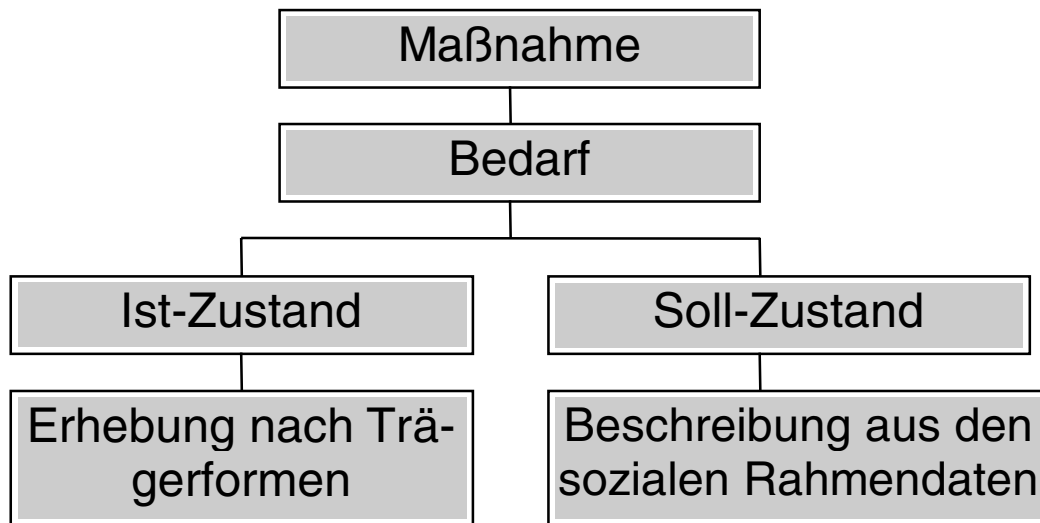 Maßnahme
Bedarf
Ist-Zustand
Soll-Zustand
Erhebung nach Trä-
gerformen
Beschreibung aus den
sozialen Rahmendaten